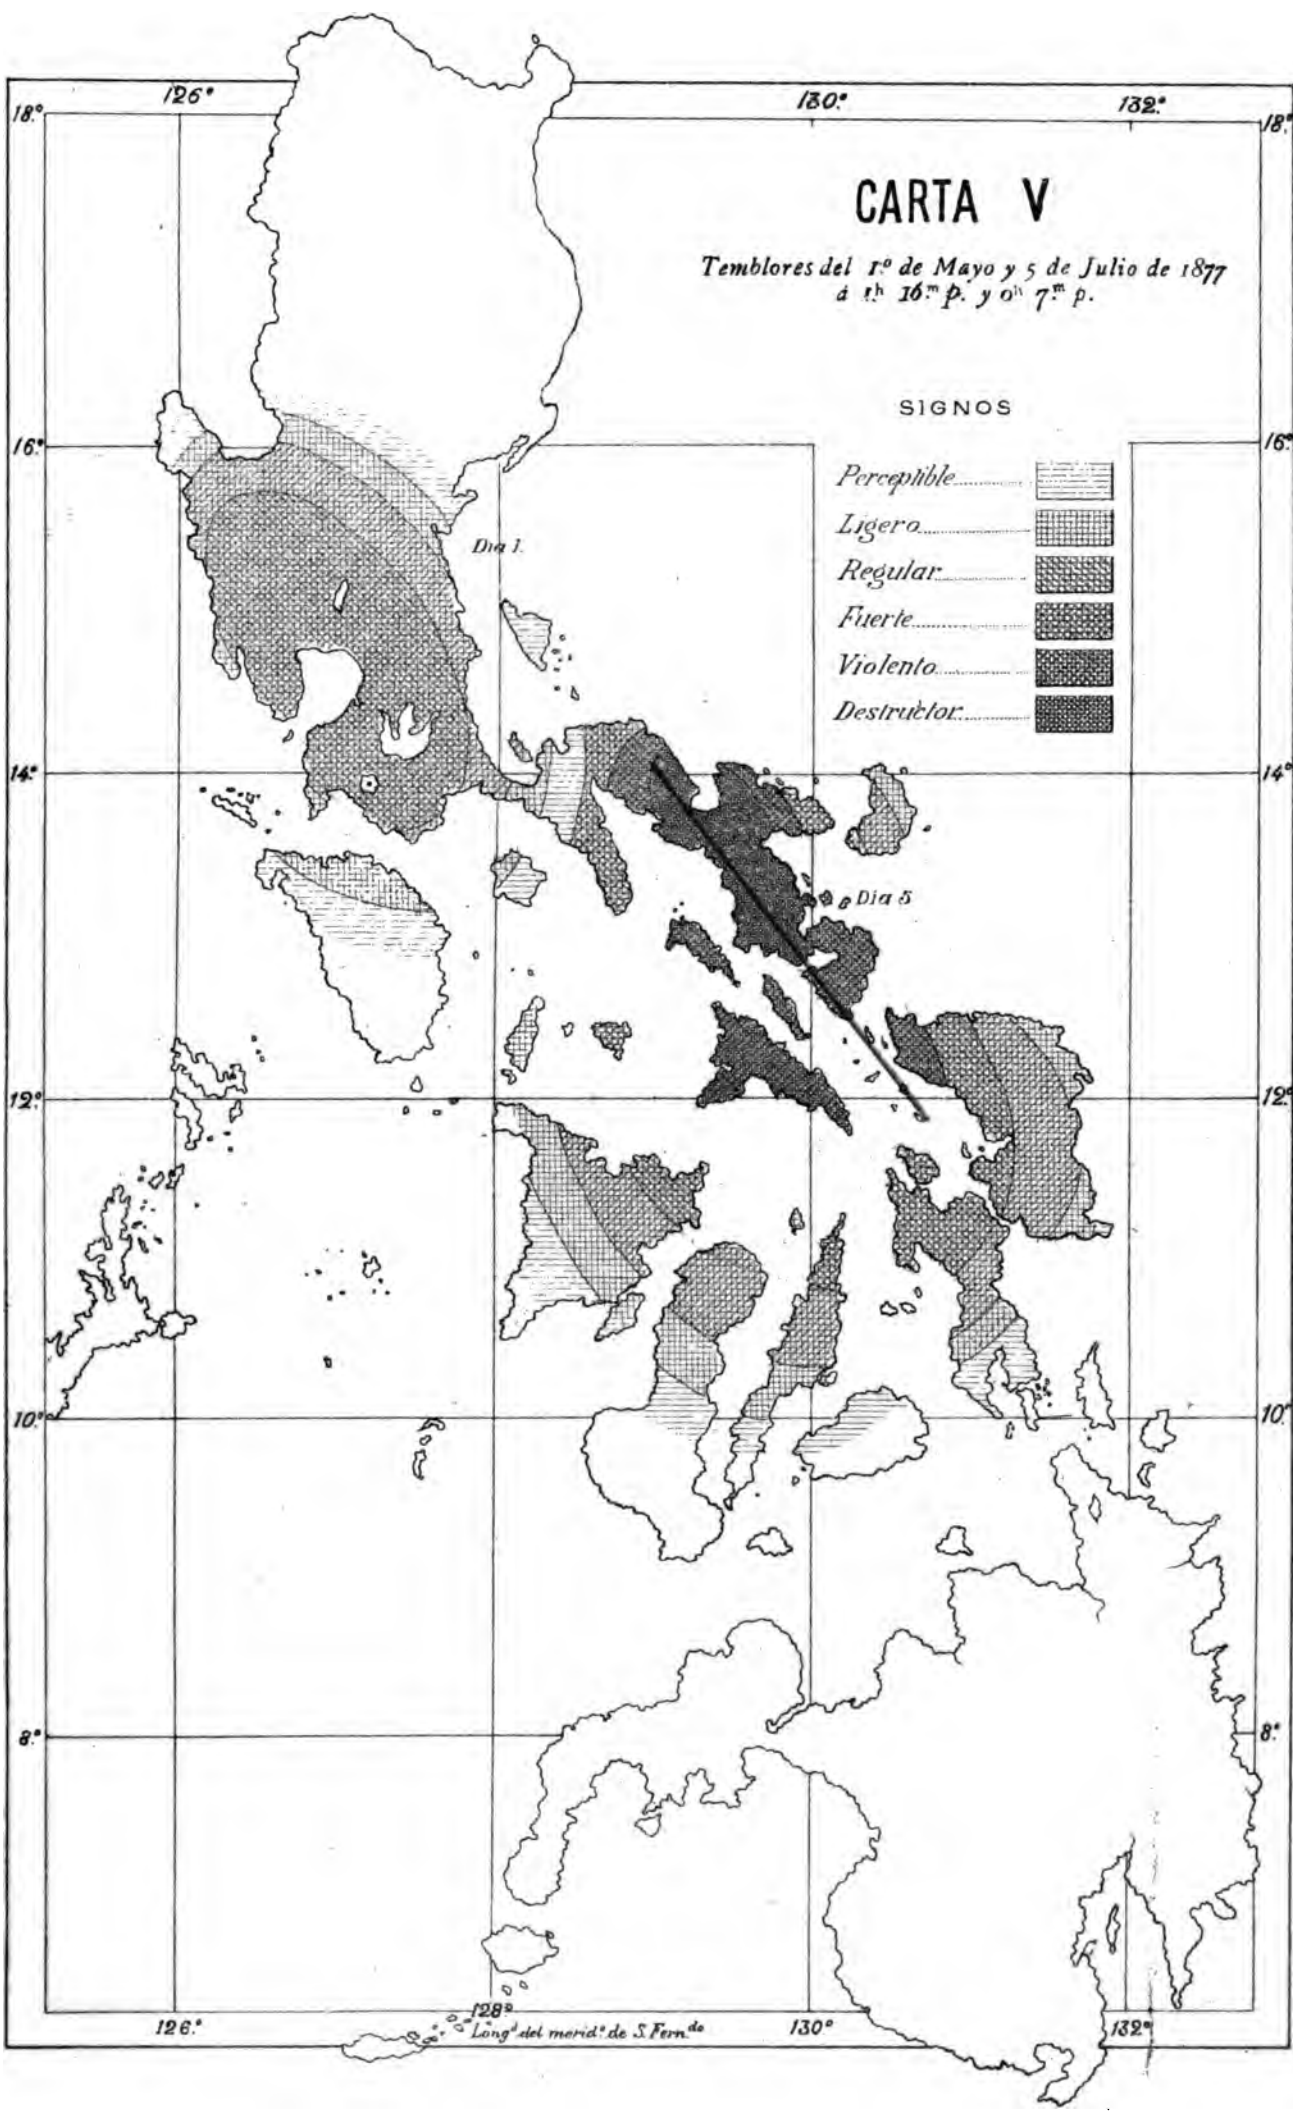 126° 130° 132°
18° 18°
CARTA V
Temblores del 1º de Mayo y 5 de Julio de 1877
á 1h 16m p. y 0h 7m p.
SIGNOS
16° 16°
Perceptible
Ligero
Regular
Fuerte
Violento
Destructor
Dia 1.
14° 14°
Dia 5
12° 12°
10° 10°
8° 8°
128°
126° Longd del meridº de S. Fern.do 130° 132°